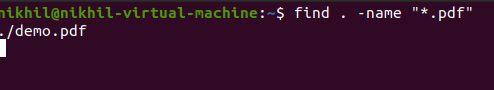 nikhil@nikhil-virtual-machine:~$ find . -name "*.pdf"
./demo.pdf